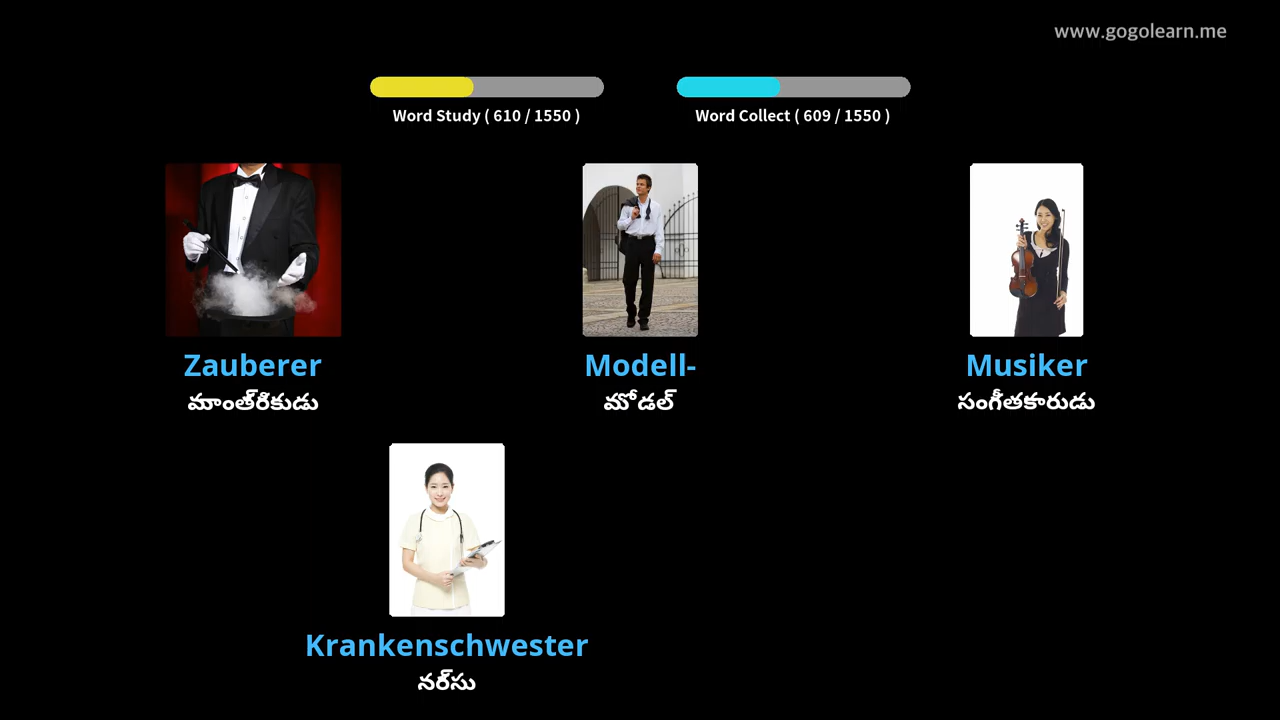 www.gogolearn.me
Word Study ( 610 / 1550 )
Word Collect ( 609 / 1550 )
Zauberer
మాంత్రికుడు
Modell-
మోడల్
Musiker
సంగీతకారుడు
Krankenschwester
నర్సు